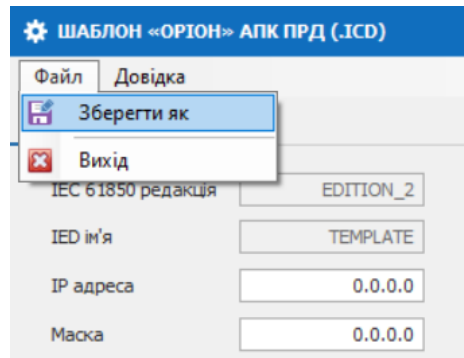 ШАБЛОН «ОРІОН» АПК ПРД (.ICD)
Файл Довідка
Зберегти як
Вихід
IEC 61850 редакція EDITION_2
IED ім'я TEMPLATE
IP адреса 0.0.0.0
Маска 0.0.0.0